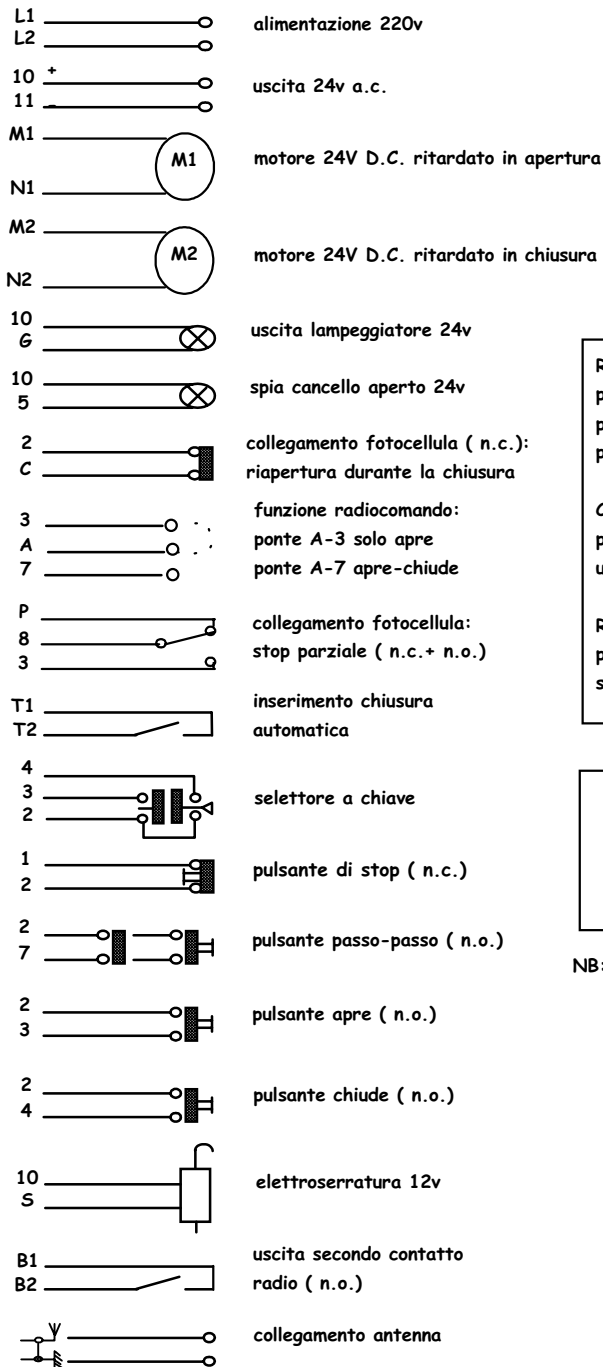 L1
L2
alimentazione 220v
10 +
11 -
uscita 24v a.c.
M1
N1
M1
motore 24V D.C. ritardato in apertura
M2
N2
M2
motore 24V D.C. ritardato in chiusura
10
G
uscita lampeggiatore 24v
10
5
spia cancello aperto 24v
2
C
collegamento fotocellula ( n.c.):
riapertura durante la chiusura
3
A
7
funzione radiocomando:
ponte A-3 solo apre
ponte A-7 apre-chiude
P
8
3
collegamento fotocellula:
stop parziale ( n.c.+ n.o.)
T1
T2
inserimento chiusura
automatica
4
3
2
selettore a chiave
1
2
pulsante di stop ( n.c.)
2
7
pulsante passo-passo ( n.o.)
2
3
pulsante apre ( n.o.)
2
4
pulsante chiude ( n.o.)
10
S
elettroserratura 12v
B1
B2
uscita secondo contatto
radio ( n.o.)
collegamento antenna
NB: